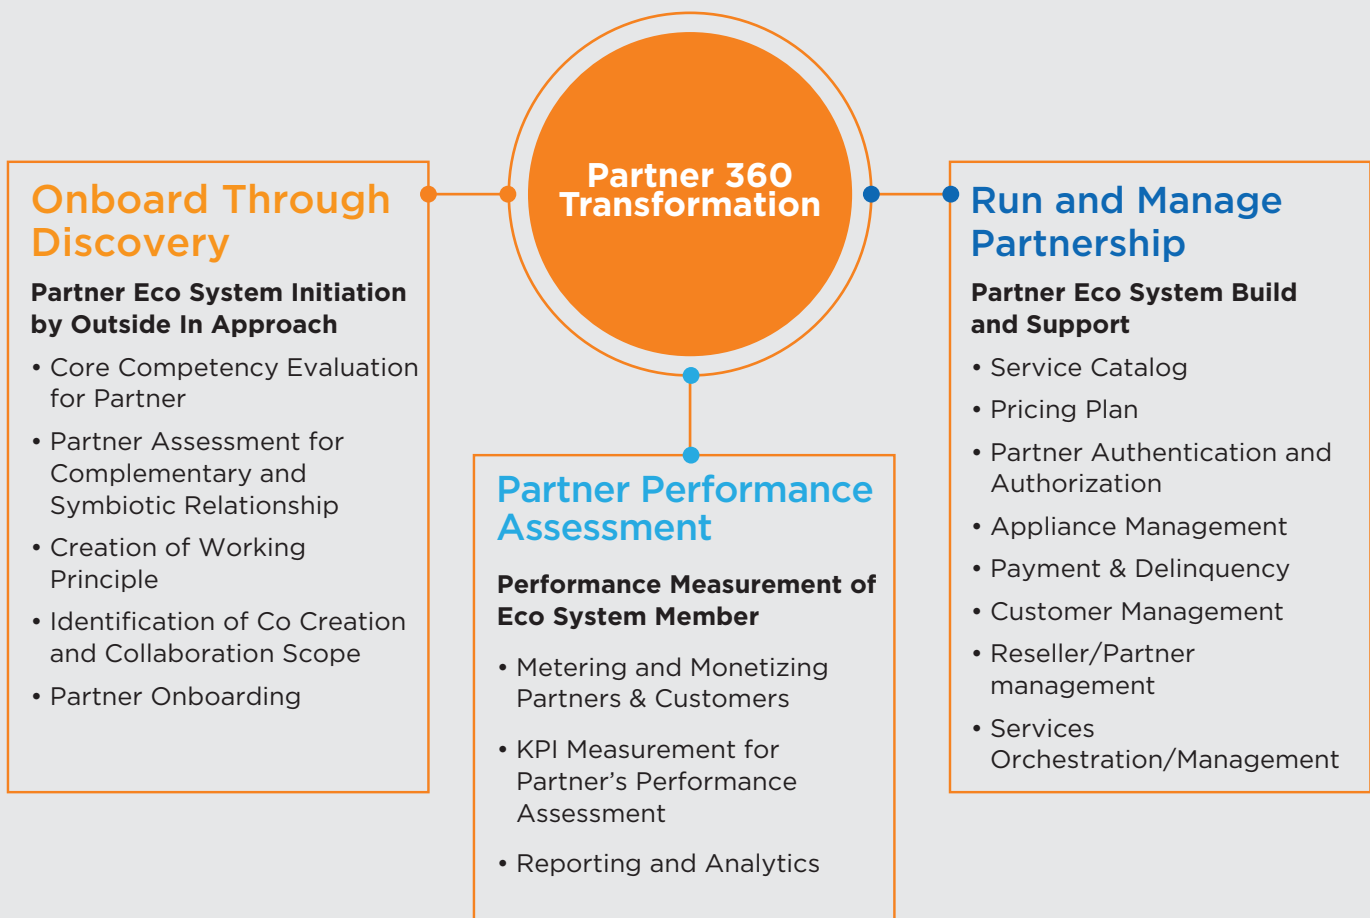 Partner 360
Transformation
Onboard Through
Discovery
Partner Eco System Initiation
by Outside In Approach
• Core Competency Evaluation
for Partner
• Partner Assessment for
Complementary and
Symbiotic Relationship
• Creation of Working
Principle
• Identification of Co Creation
and Collaboration Scope
• Partner Onboarding
Partner Performance
Assessment
Performance Measurement of
Eco System Member
• Metering and Monetizing
Partners & Customers
• KPI Measurement for
Partner’s Performance
Assessment
• Reporting and Analytics
Run and Manage
Partnership
Partner Eco System Build
and Support
• Service Catalog
• Pricing Plan
• Partner Authentication and
Authorization
• Appliance Management
• Payment & Delinquency
• Customer Management
• Reseller/Partner
management
• Services
Orchestration/Management